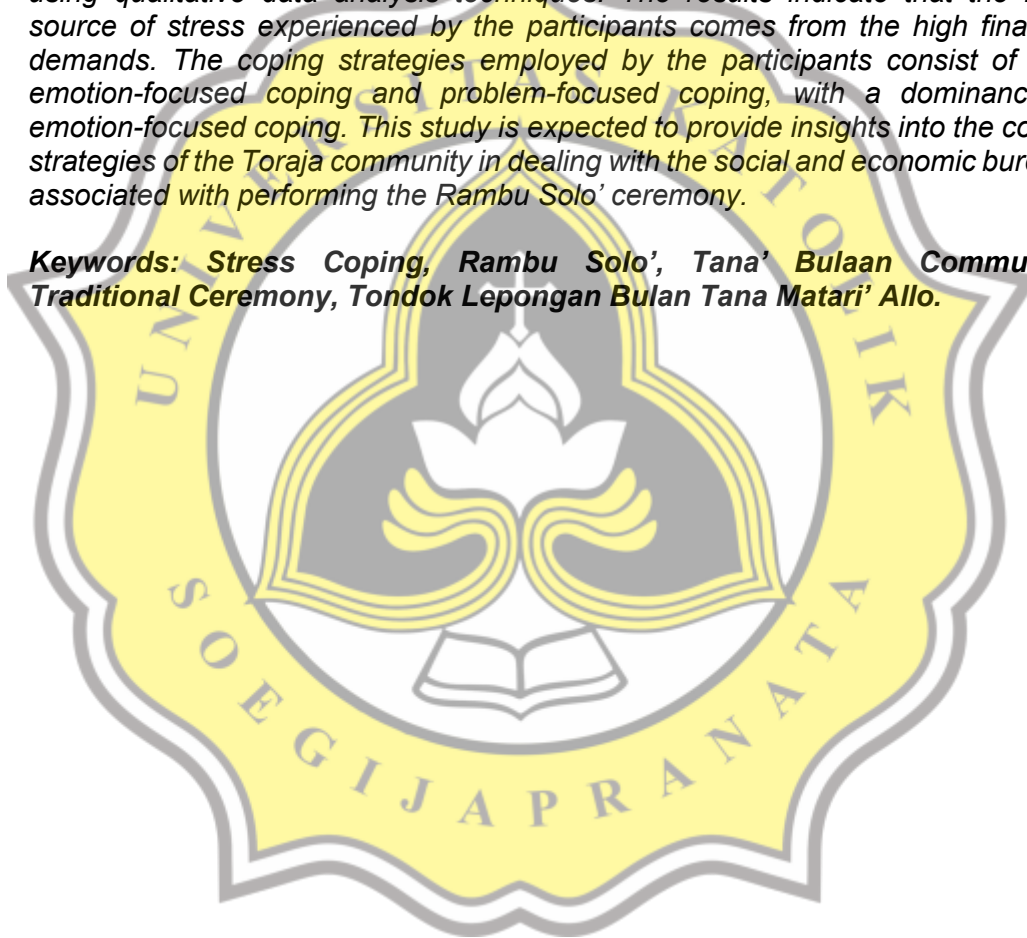 using qualitative data analysis techniques. The results indicate that the
source of stress experienced by the participants comes from the high
demands. The coping strategies employed by the participants consist of
emotion-focused coping and problem-focused coping, with a
emotion-focused coping. This study is expected to provide insights into the
strategies of the Toraja community in dealing with the social and economic
associated with performing the Rambu Solo’ ceremony.
Keywords: Stress Coping, Rambu Solo’, Tana’ Bulaan
Traditional Ceremony, Tondok Lepongan Bulan Tana Matari’ Allo.
UNIVERSITAS KATOLIK
SOEGIJAPRANATA